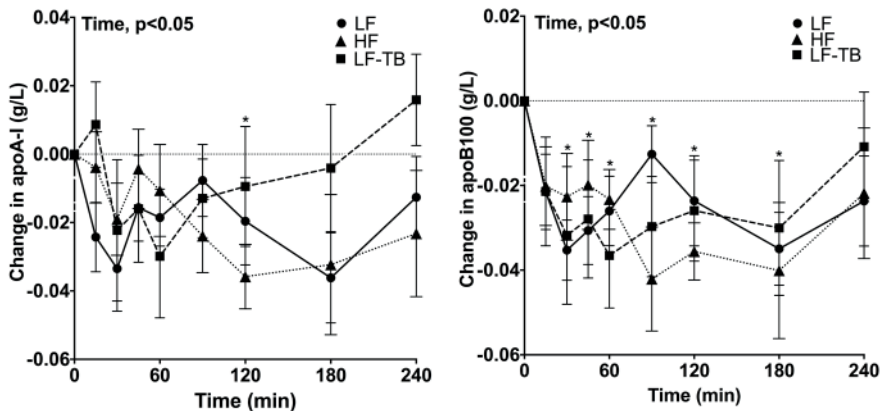 Time, p<0.05
LF
HF
LF-TB
*
Change in apoA-I (g/L)
0.04
0.02
0.00
-0.02
-0.04
-0.06
0 60 120 180 240
Time (min)
Time, p<0.05
LF
HF
LF-TB
* * * * * *
Change in apoB100 (g/L)
0.02
0.00
-0.02
-0.04
-0.06
0 60 120 180 240
Time (min)